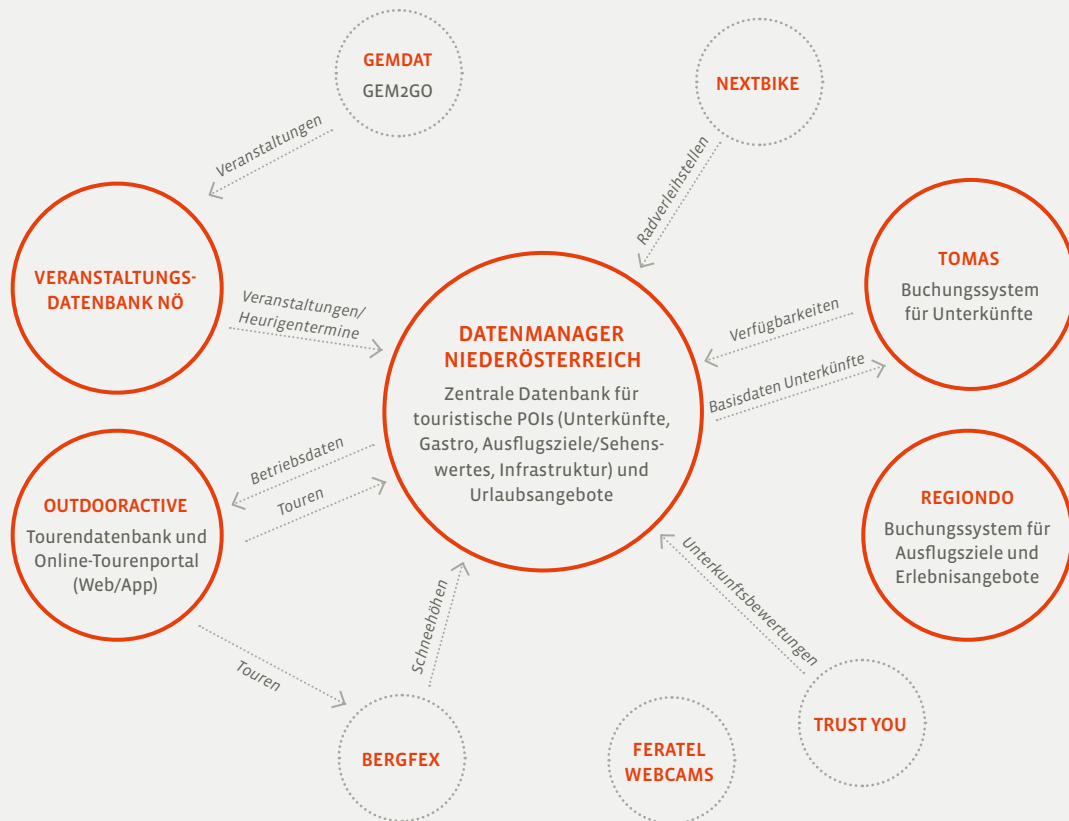 GEMDAT
GEM2GO
NEXTBIKE
Veranstaltungen
Radverleihstellen
VERANSTALTUNGS-
DATENBANK NÖ
Veranstaltungen/
Heurigentermine
DATENMANAGER
NIEDERÖSTERREICH
Zentrale Datenbank für
touristische POIs (Unterkünfte,
Gastro, Ausflugsziele/Sehens-
wertes, Infrastruktur) und
Urlaubsangebote
TOMAS
Buchungssystem
für Unterkünfte
Verfügbarkeiten
Basisdaten Unterkünfte
Betriebsdaten
Touren
OUTDOORACTIVE
Tourendatenbank und
Online-Tourenportal
(Web/App)
REGIONDO
Buchungssystem für
Ausflugsziele und
Erlebnisangebote
Schneehöhen
Unterkunftsbewertungen
Touren
BERGFEX
FERATEL
WEBCAMS
TRUST YOU